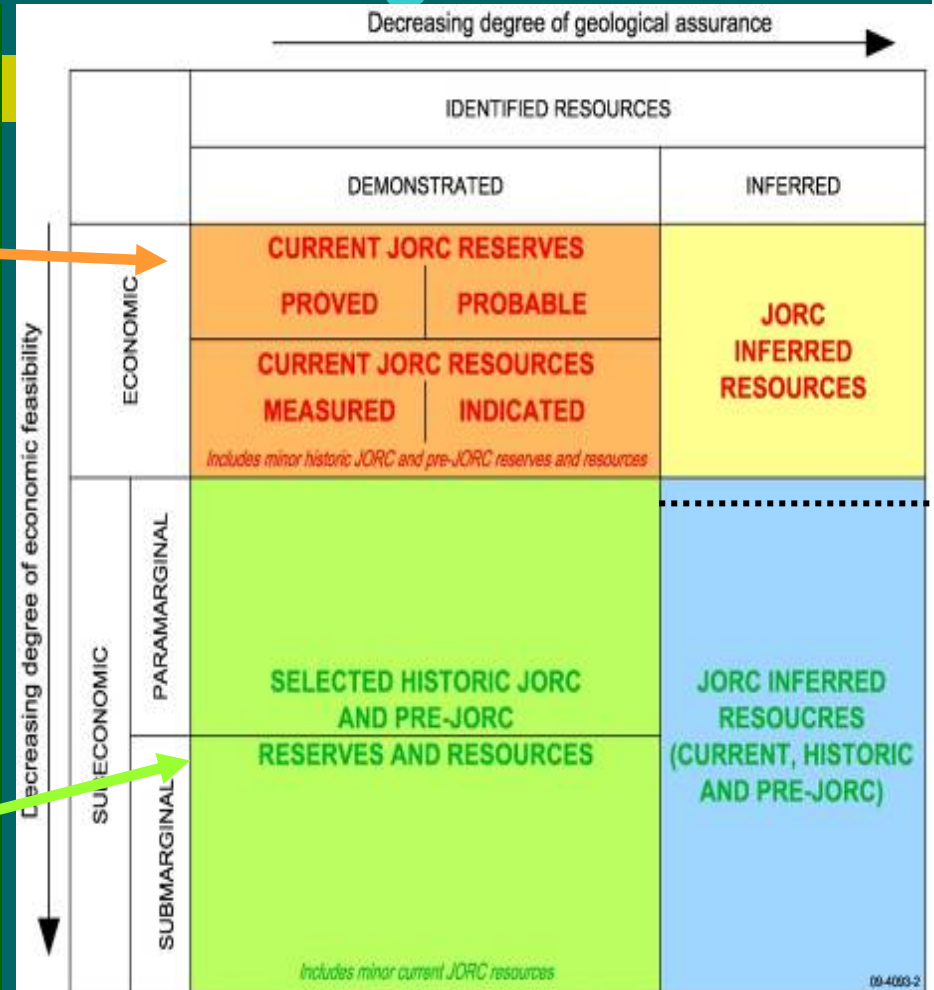 Decreasing degree of geological assurance
IDENTIFIED RESOURCES
DEMONSTRATED
INFERRED
Decreasing degree of economic feasibility
ECONOMIC
CURRENT JORC RESERVES
PROVED
PROBABLE
CURRENT JORC RESOURCES
MEASURED
INDICATED
Includes minor historic JORC and pre-JORC reserves and resources
JORC
INFERRED
RESOURCES
SUBECONOMIC
PARAMARGINAL
SUBMARGINAL
SELECTED HISTORIC JORC
AND PRE-JORC
RESERVES AND RESOURCES
Includes minor current JORC resources
JORC INFERRED
RESOUCRES
(CURRENT, HISTORIC
AND PRE-JORC)
09-4093-2